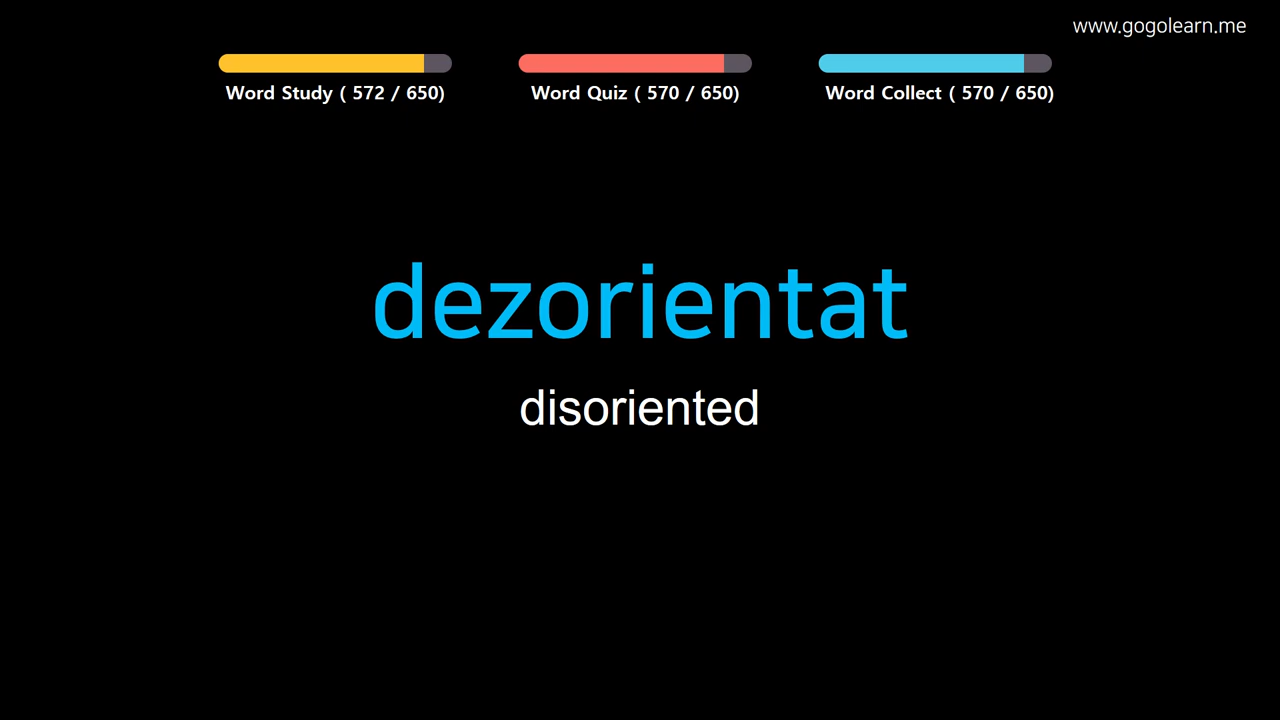 www.gogolearn.me
Word Study ( 572 / 650)
Word Quiz ( 570 / 650)
Word Collect ( 570 / 650)
dezorientat
disoriented